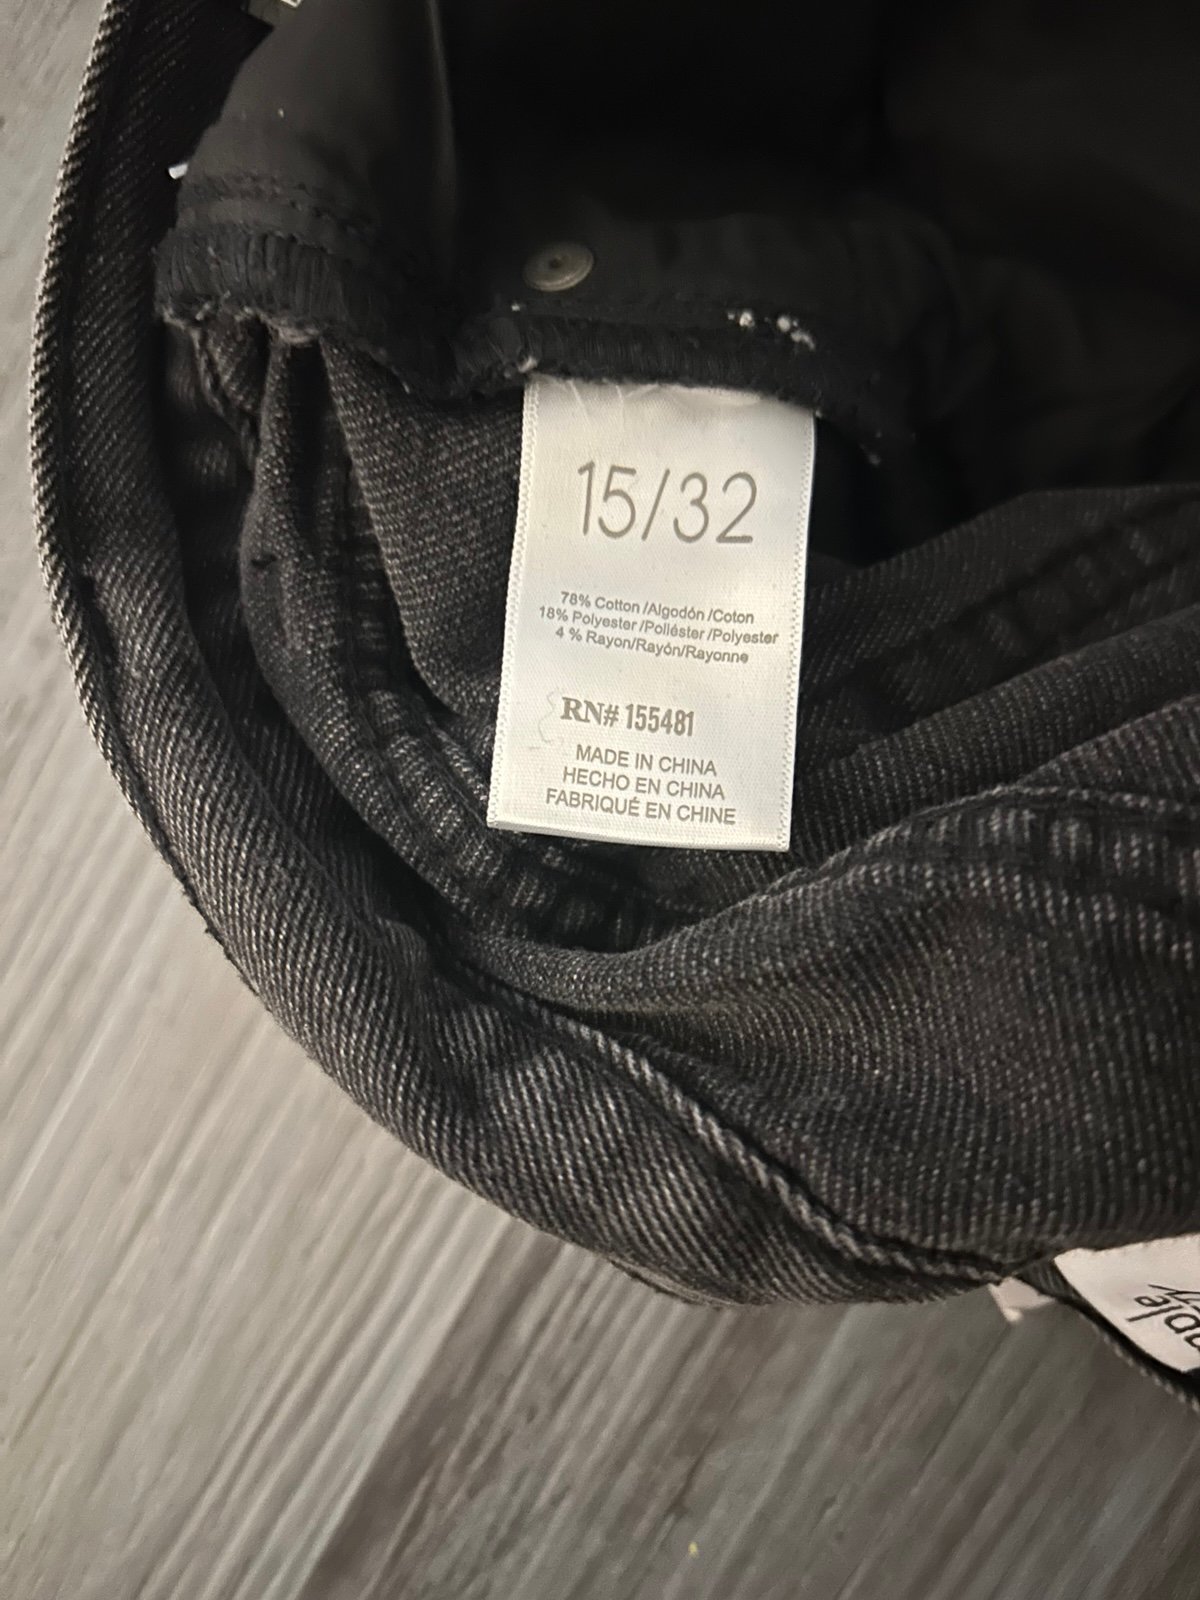 15/32
78% Cotton /Algodón /Coton
18% Polyester /Poliéster /Polyester
4 % Rayon/Rayón/Rayonne
RN# 155481
MADE IN CHINA
HECHO EN CHINA
FABRIQUÉ EN CHINE